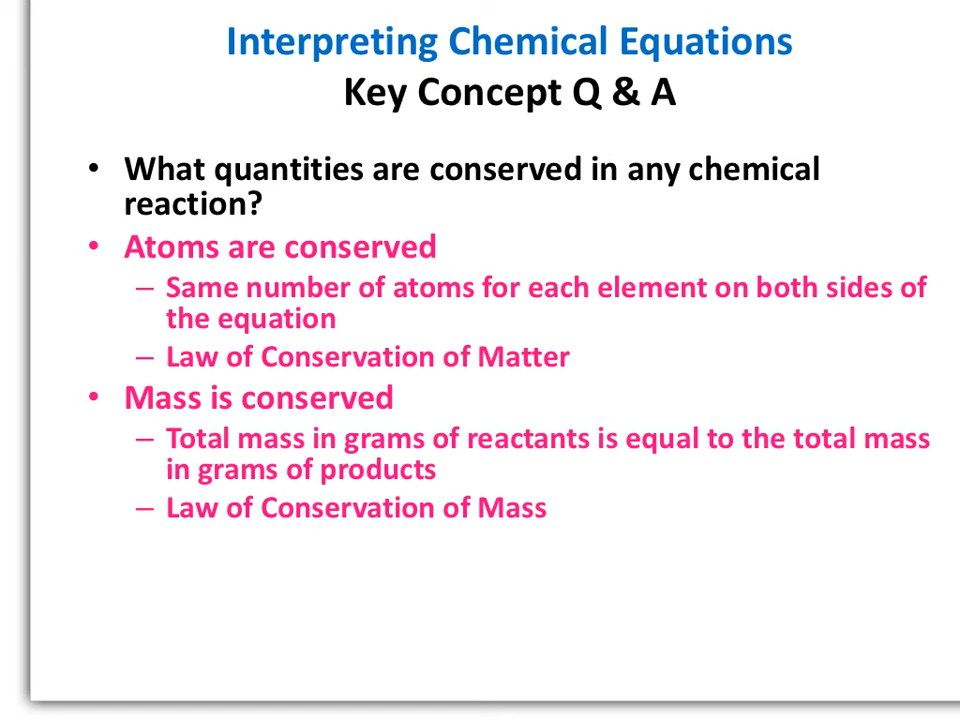 Interpreting Chemical Equations
Key Concept Q & A
• What quantities are conserved in any chemical
reaction?
• Atoms are conserved
– Same number of atoms for each element on both sides of
the equation
– Law of Conservation of Matter
• Mass is conserved
– Total mass in grams of reactants is equal to the total mass
in grams of products
– Law of Conservation of Mass